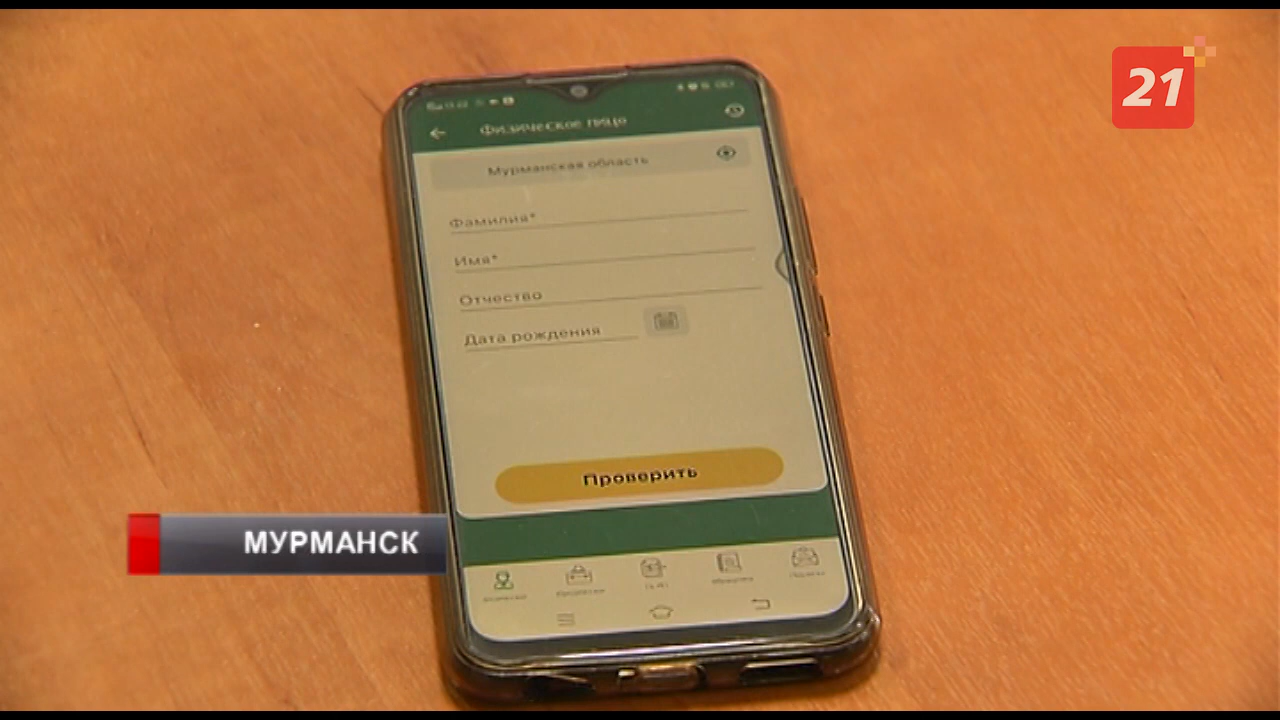 21
Физическое лицо
Мурманская область
Фамилия*
Имя*
Отчество
Дата рождения
Проверить
МУРМАНСК